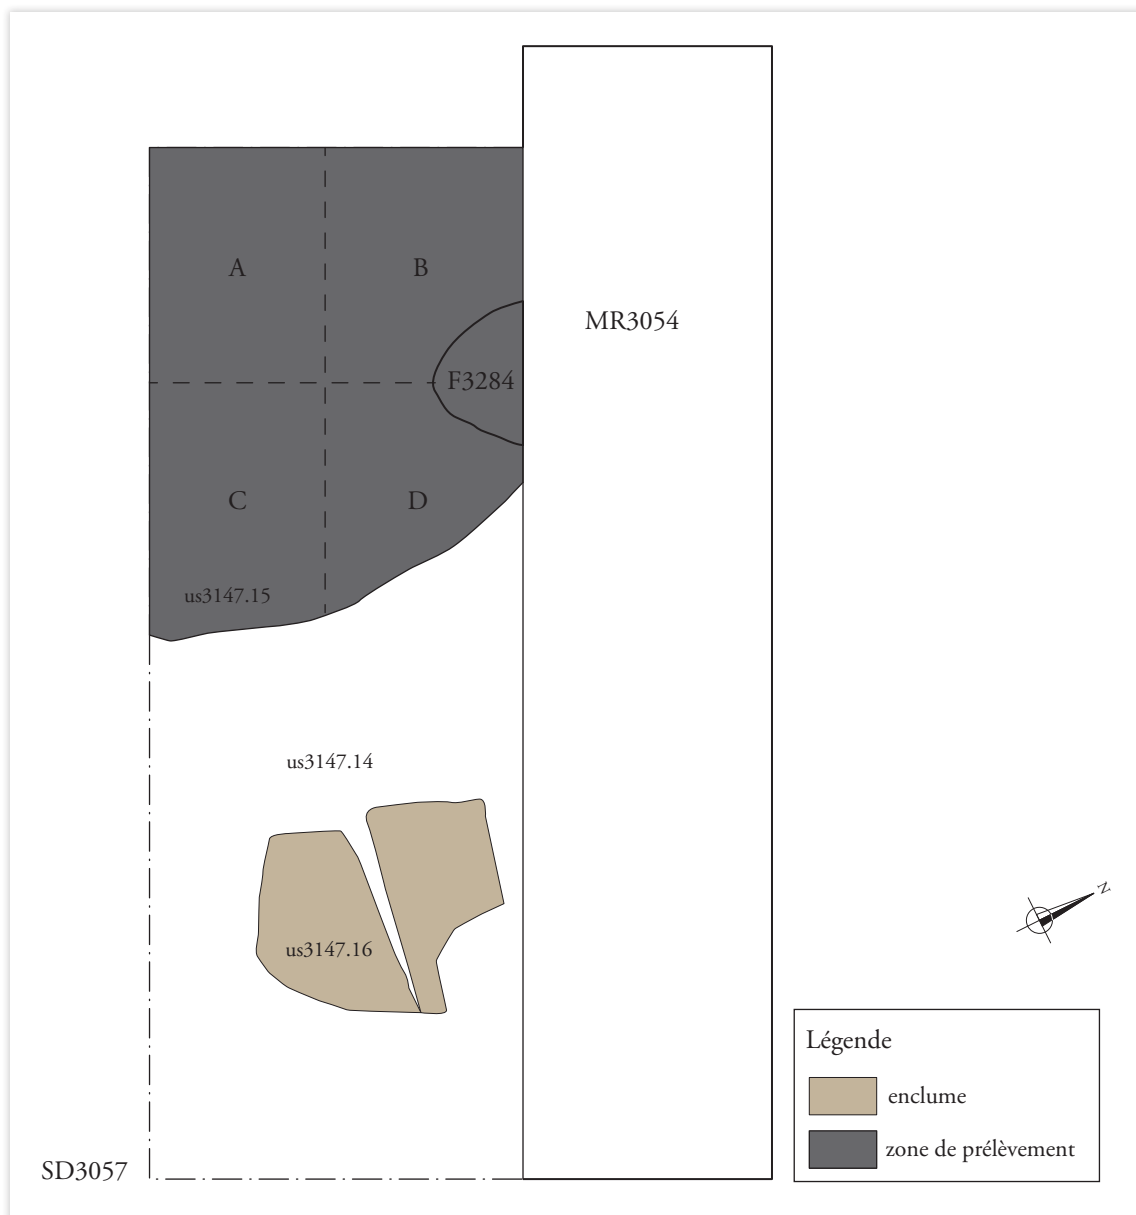 A
B
MR3054
F3284
C
D
us3147.15
us3147.14
us3147.16
N
Légende
enclume
zone de prélèvement
SD3057